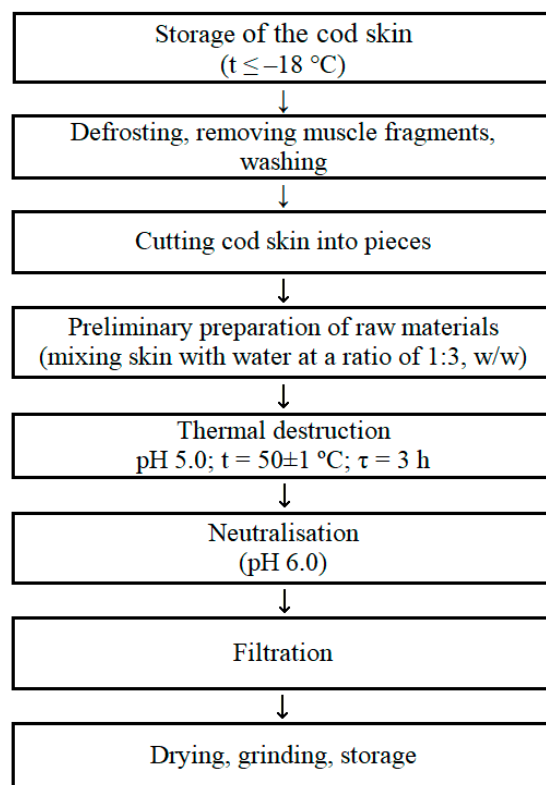 Storage of the cod skin
(t ≤ –18 °C)
↓
Defrosting, removing muscle fragments,
washing
↓
Cutting cod skin into pieces
↓
Preliminary preparation of raw materials
(mixing skin with water at a ratio of 1:3, w/w)
↓
Thermal destruction
pH 5.0; t = 50±1 ºC; τ = 3 h
↓
Neutralisation
(pH 6.0)
↓
Filtration
↓
Drying, grinding, storage